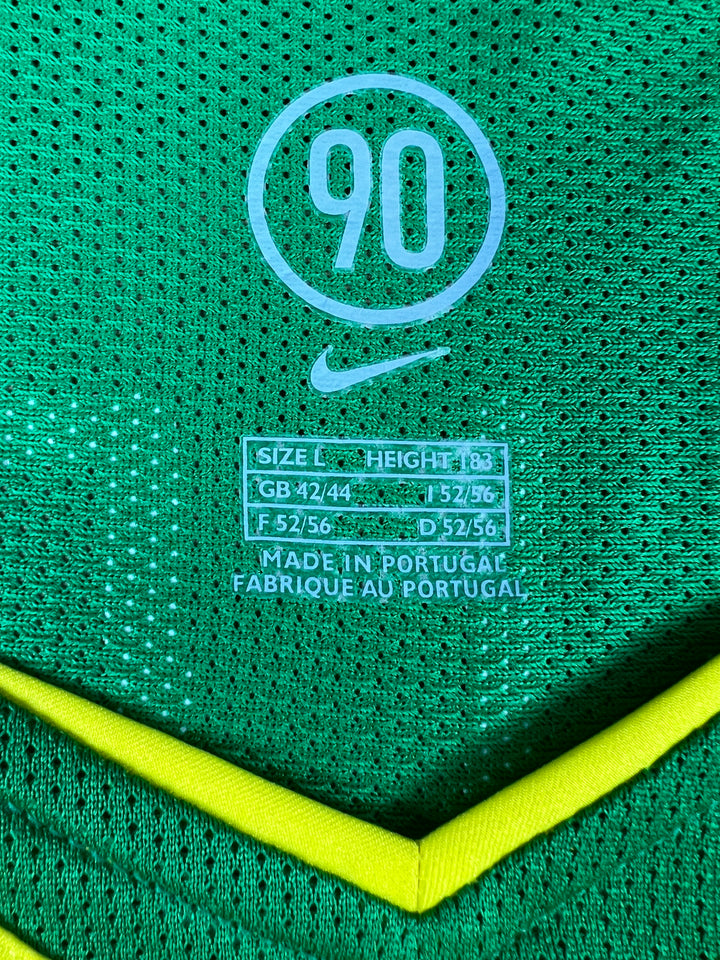 90
SIZE L HEIGHT 183
GB 42/44 I 52/56
F 52/56 D 52/56
MADE IN PORTUGAL
FABRIQUE AU PORTUGAL